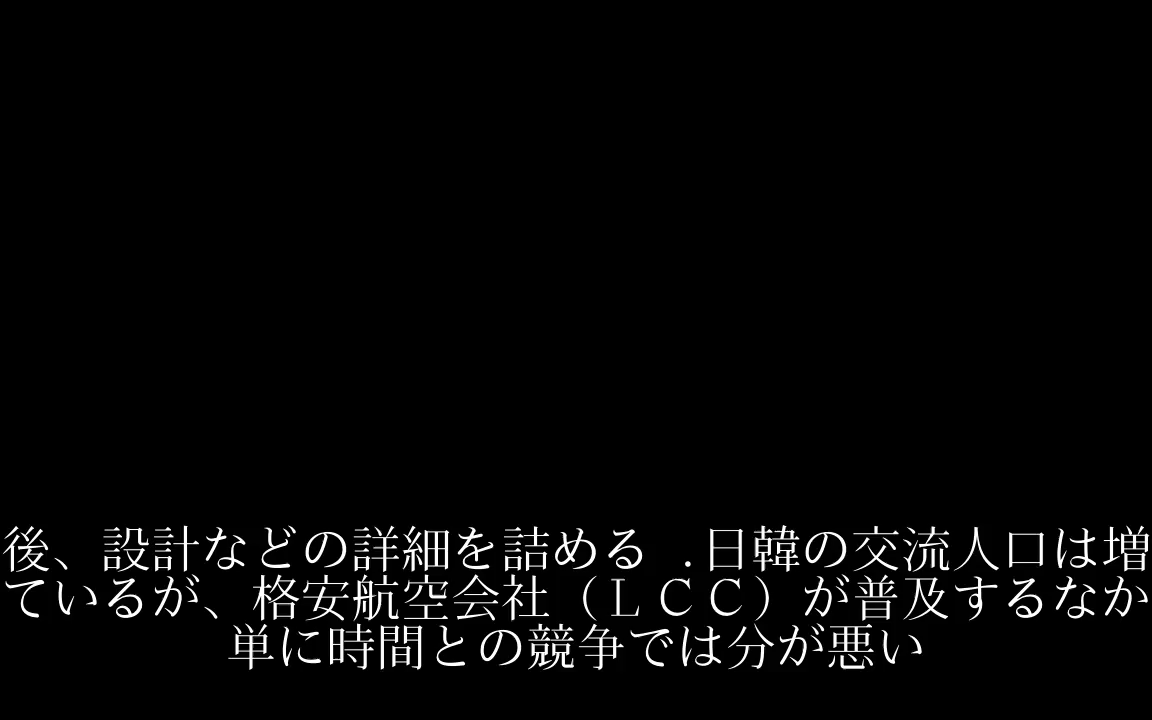 後、設計などの詳細を詰める .日韓の交流人口は増
ているが、格安航空会社（ＬＣＣ）が普及するなか
単に時間との競争では分が悪い